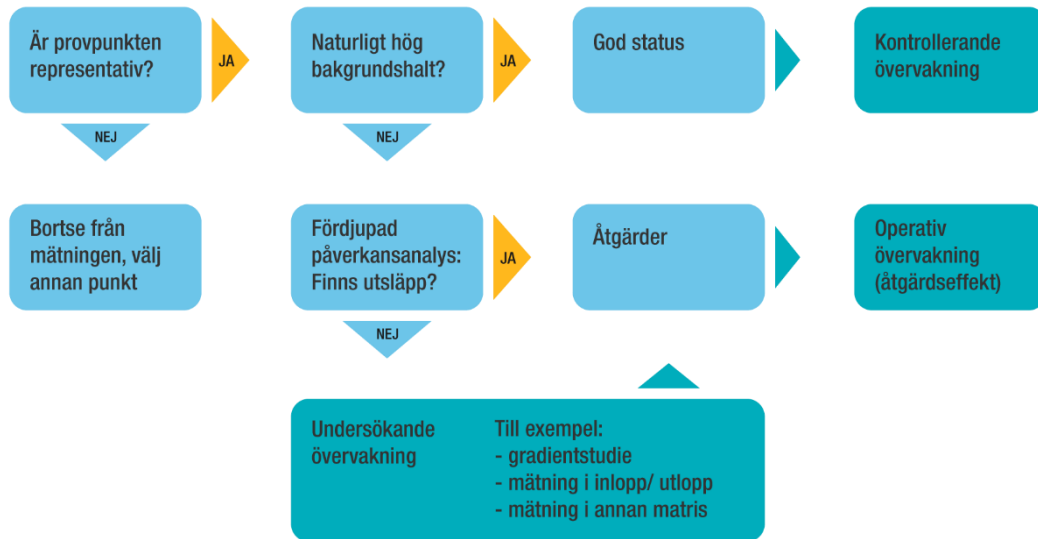 Är provpunkten
representativ?
JA
Naturligt hög
bakgrundshalt?
JA
God status
Kontrollerande
övervakning
NEJ
NEJ
Bortse från
mätningen, välj
annan punkt
Fördjupad
påverkansanalys:
Finns utsläpp?
JA
Åtgärder
Operativ
övervakning
(åtgärdseffekt)
NEJ
Undersökande
övervakning
Till exempel:
- gradientstudie
- mätning i inlopp/ utlopp
- mätning i annan matris